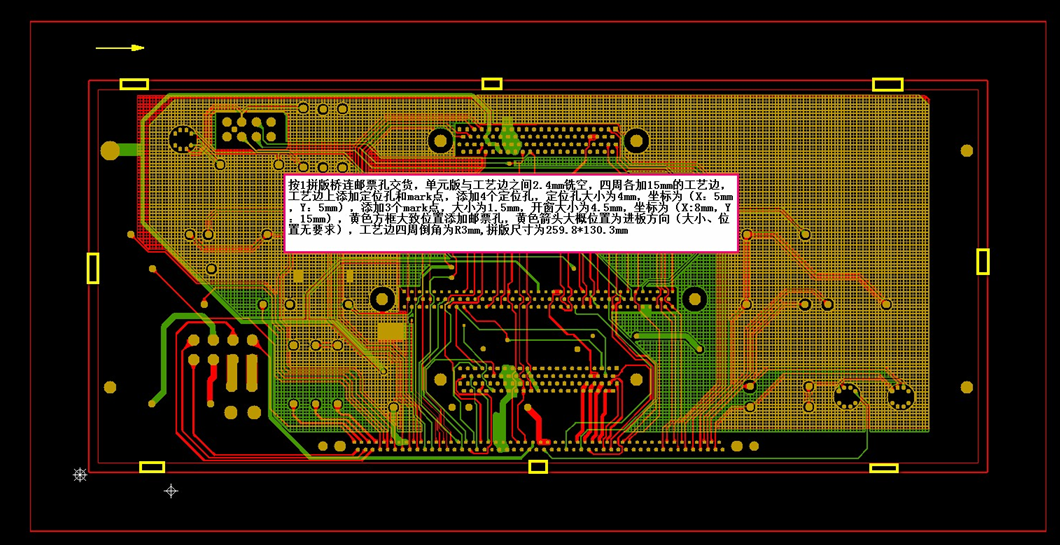 按1拼版桥连邮票孔交货，单元版与工艺边之间2.4mm铣空，四周各加15mm的工艺边，
工艺边上添加定位孔和mark点，添加4个定位孔，定位孔大小为4mm，坐标为（X：5mm
，Y：5mm），添加3个mark点，大小为1.5mm，开窗大小为4.5mm，坐标为（X:8mm，Y
：15mm），黄色方框大致位置添加邮票孔，黄色箭头大概位置为进板方向（大小、位
置无要求），工艺边四周倒角为R3mm,拼版尺寸为259.8*130.3mm